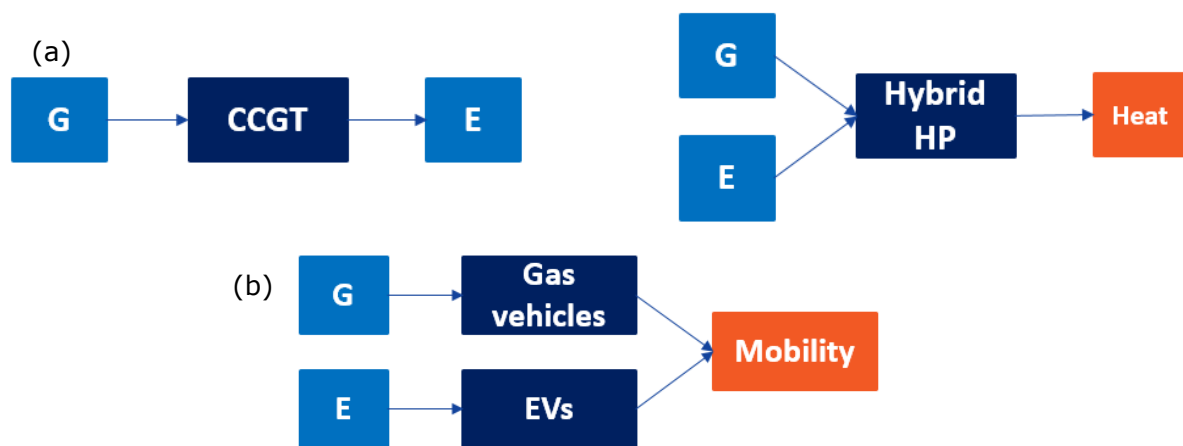 (a)
G
CCGT
E
G
E
Hybrid
HP
Heat
(b)
G
Gas
vehicles
E
EVs
Mobility